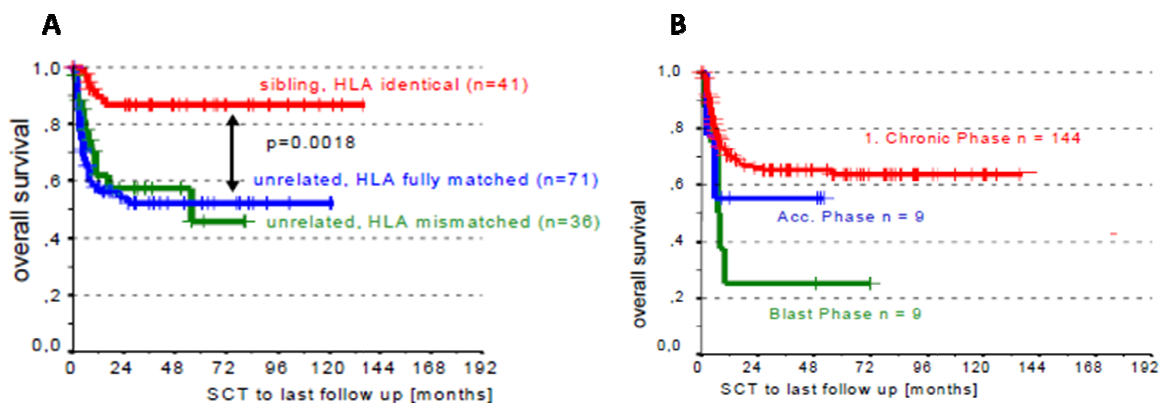 A
overall survival
1.0
.8
.6
.4
.2
0.0
sibling, HLA identical (n=41)
p=0.0018
unrelated, HLA fully matched (n=71)
unrelated, HLA mismatched (n=36)
0 24 48 72 96 120 144 168 192
SCT to last follow up [months]
B
overall survival
1.0
.8
.6
.4
.2
0.0
1. Chronic Phase n = 144
Acc. Phase n = 9
Blast Phase n = 9
0 24 48 72 96 120 144 168 192
SCT to last follow up [months]